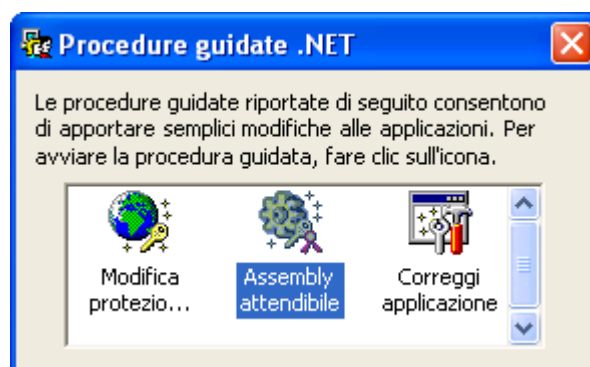 Procedure guidate .NET
Le procedure guidate riportate di seguito consentono
di apportare semplici modifiche alle applicazioni. Per
avviare la procedura guidata, fare clic sull'icona.
Modifica
protezio...
Assembly
attendibile
Correggi
applicazione